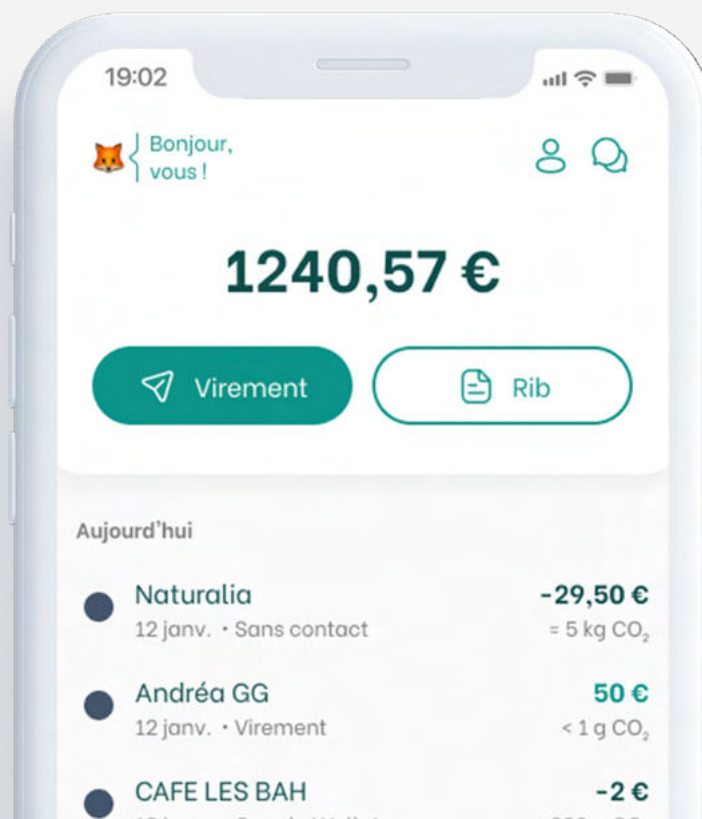 19:02
Bonjour,
vous !
1240,57 €
Virement
Rib
Aujourd'hui
Naturalia
-29,50 €
12 janv. • Sans contact
= 5 kg CO₂
Andréa GG
50 €
12 janv. • Virement
< 1 g CO₂
CAFE LES BAH
-2 €